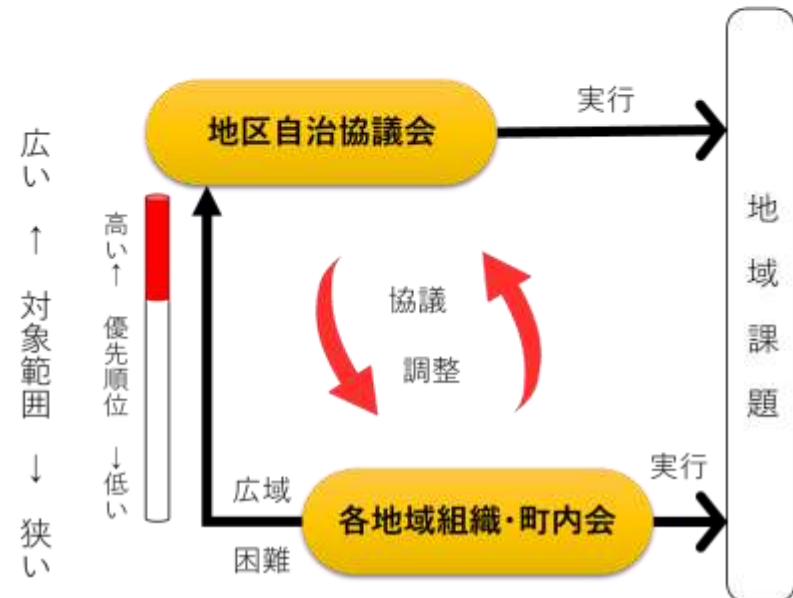 広い ↑ 対象範囲 ↓ 狭い
高い↑ 優先順位 ↓低い
地区自治協議会
実行
協議
調整
広域
困難
各地域組織・町内会
実行
地域課題